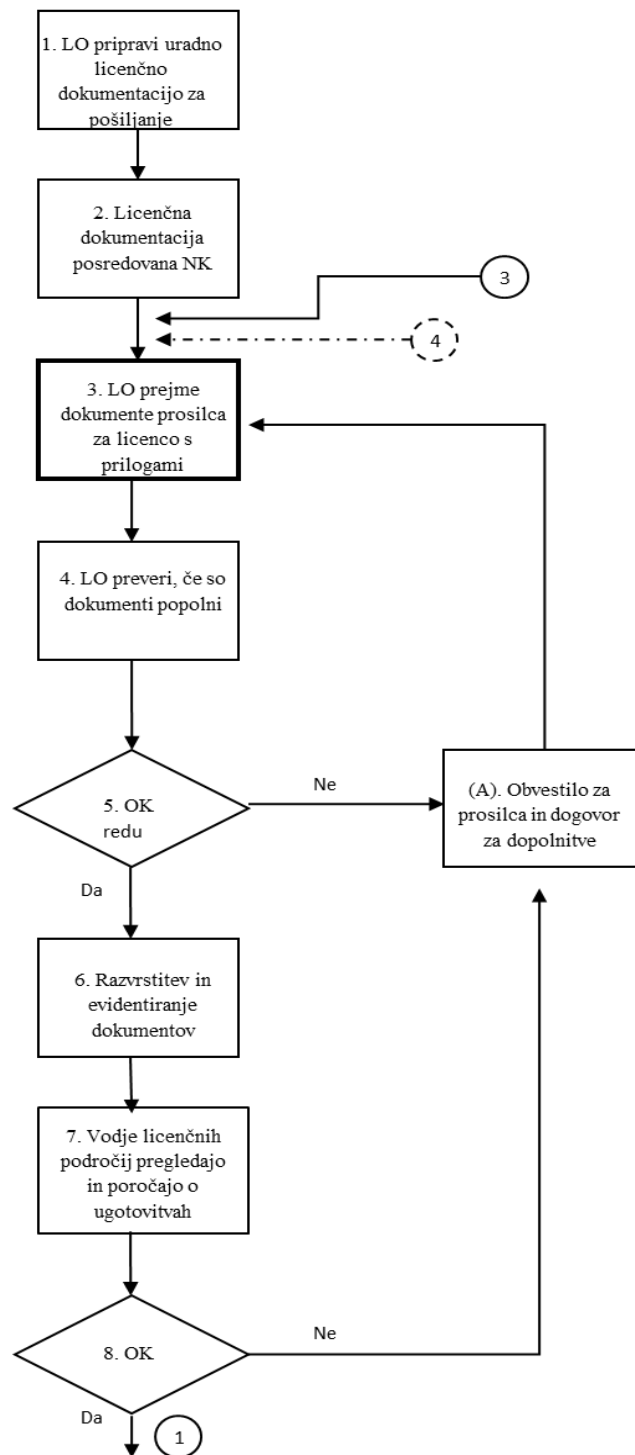 1. LO pripravi uradno
licenčno
dokumentacijo za
pošiljanje
2. Licenčna
dokumentacija
posredovana NK
3
4
3. LO prejme
dokumente prosilca
za licenco s
prilogami
4. LO preveri, če so
dokumenti popolni
5. OK
redu
Ne
(A). Obvestilo za
prosilca in dogovor
za dopolnitve
Da
6. Razvrstitev in
evidentiranje
dokumentov
7. Vodje licenčnih
področij pregledajo
in poročajo o
ugotovitvah
8. OK
Ne
Da
1